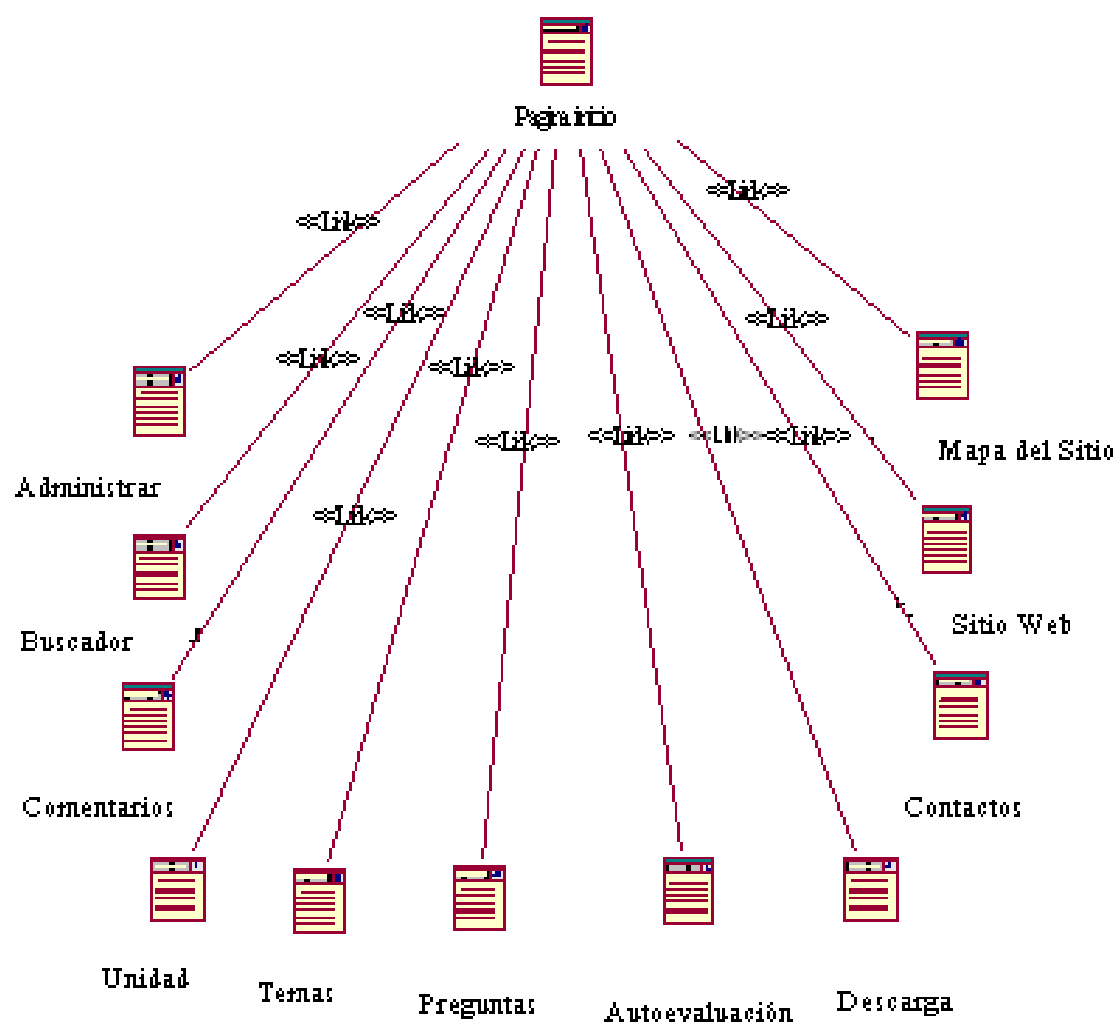 Pagina inicio
<<Link>>
<<Link>>
<<Link>>
<<Link>>
<<Link>>
<<Link>>
<<Link>>
<<Link>>
<<Link>>
<<Link>>
Mapa del Sitio
Administrar
<<Link>>
Sitio Web
Buscador
Comentarios
Contactos
Unidad
Temas
Preguntas
Autoevaluación
Descarga